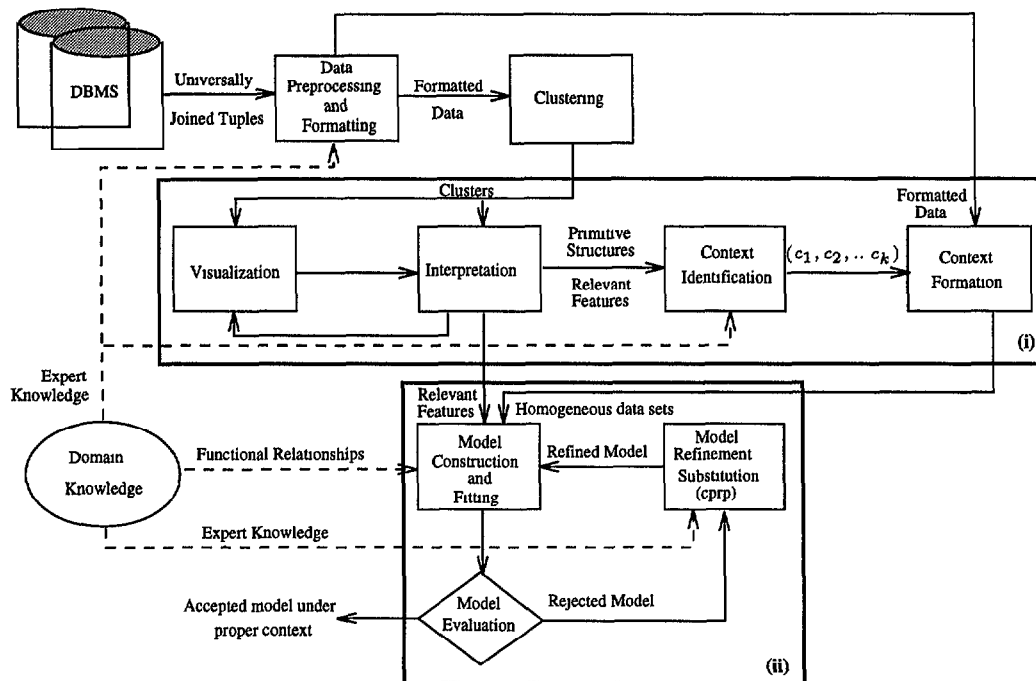 DBMS
Universally
Joined Tuples
Data
Preprocessing
and
Formatting
Formatted
Data
Clustering
Clusters
Visualization
Interpretation
Primitive
Structures
Relevant
Features
Context
Identification
(c1, c2, .. ck)
Formatted
Data
Context
Formation
(i)
Expert
Knowledge
Relevant
Features
Homogeneous data sets
Domain
Knowledge
Functional Relationships
Model
Construction
and
Fitting
Refined Model
Model
Refinement
Substitution
(cprp)
Expert Knowledge
Accepted model under
proper context
Model
Evaluation
Rejected Model
(ii)